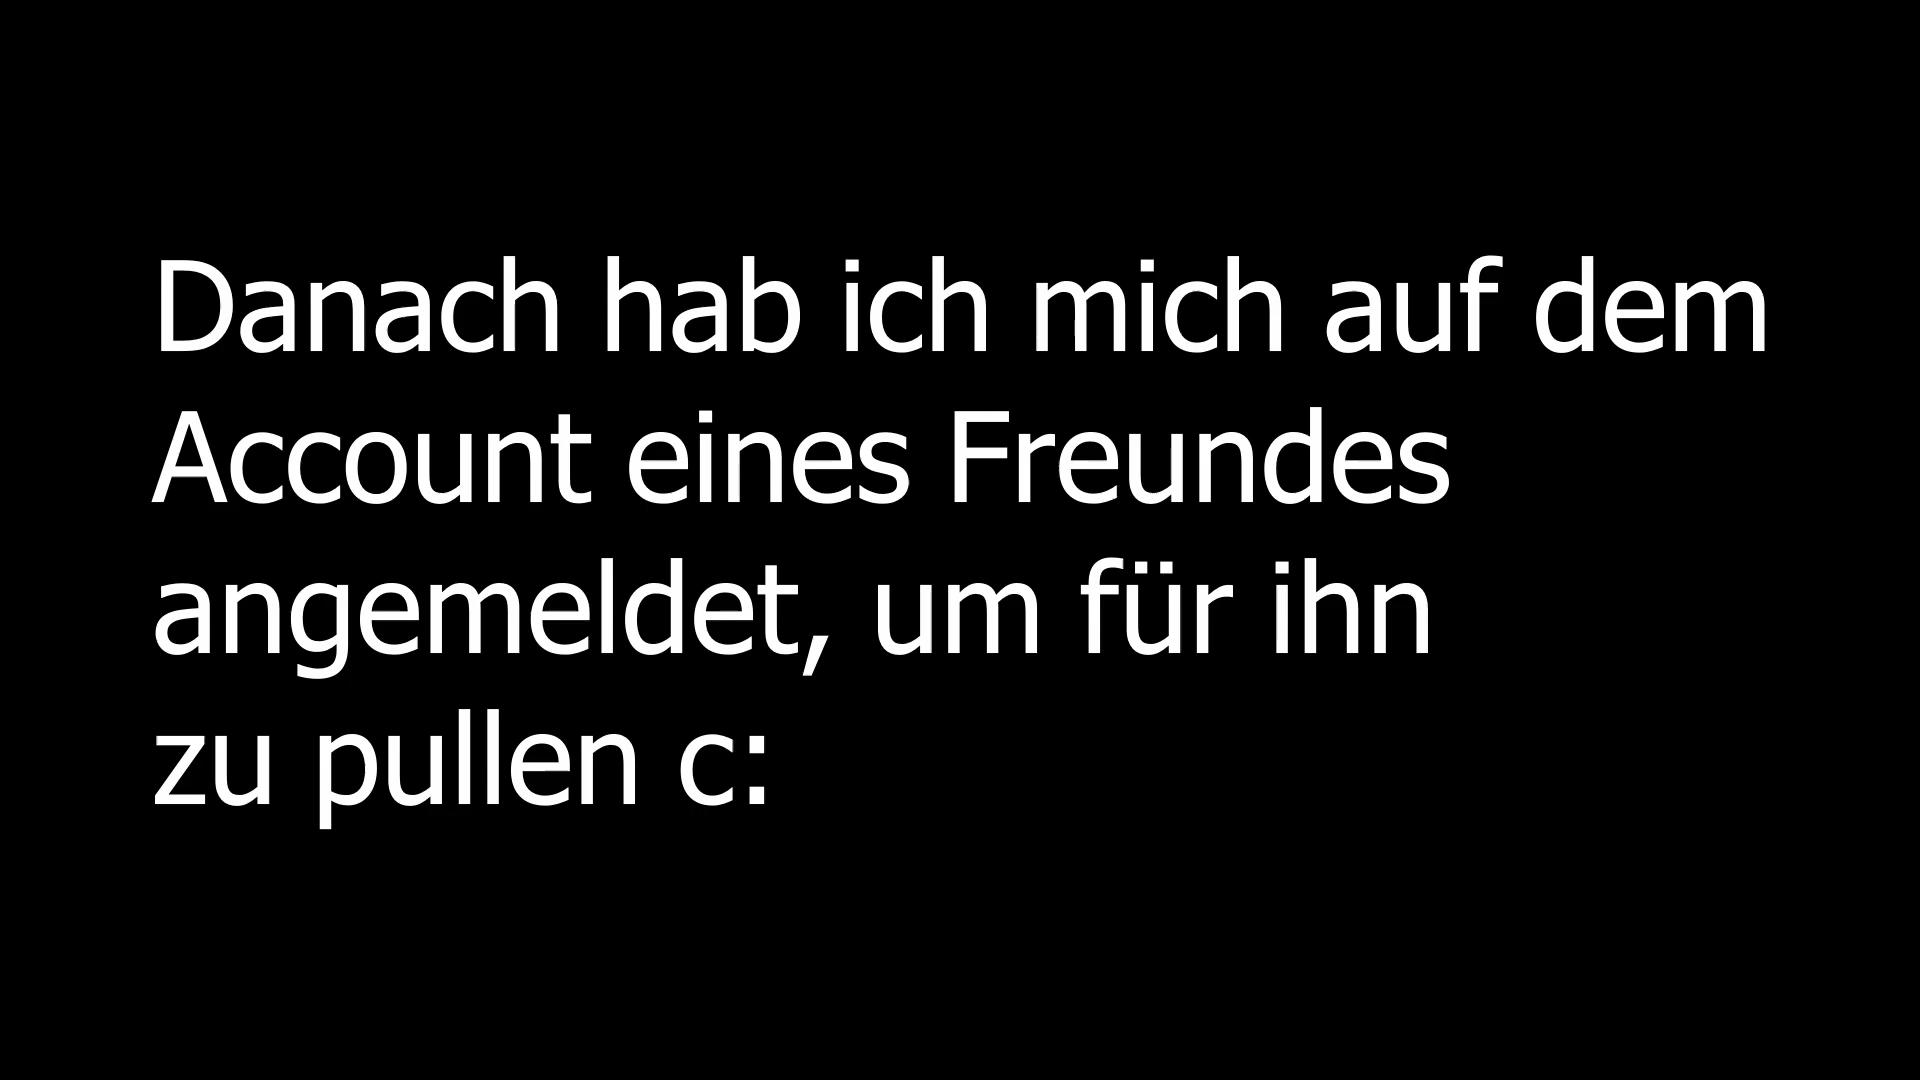 Danach hab ich mich auf dem
Account eines Freundes
angemeldet, um für ihn
zu pullen c: